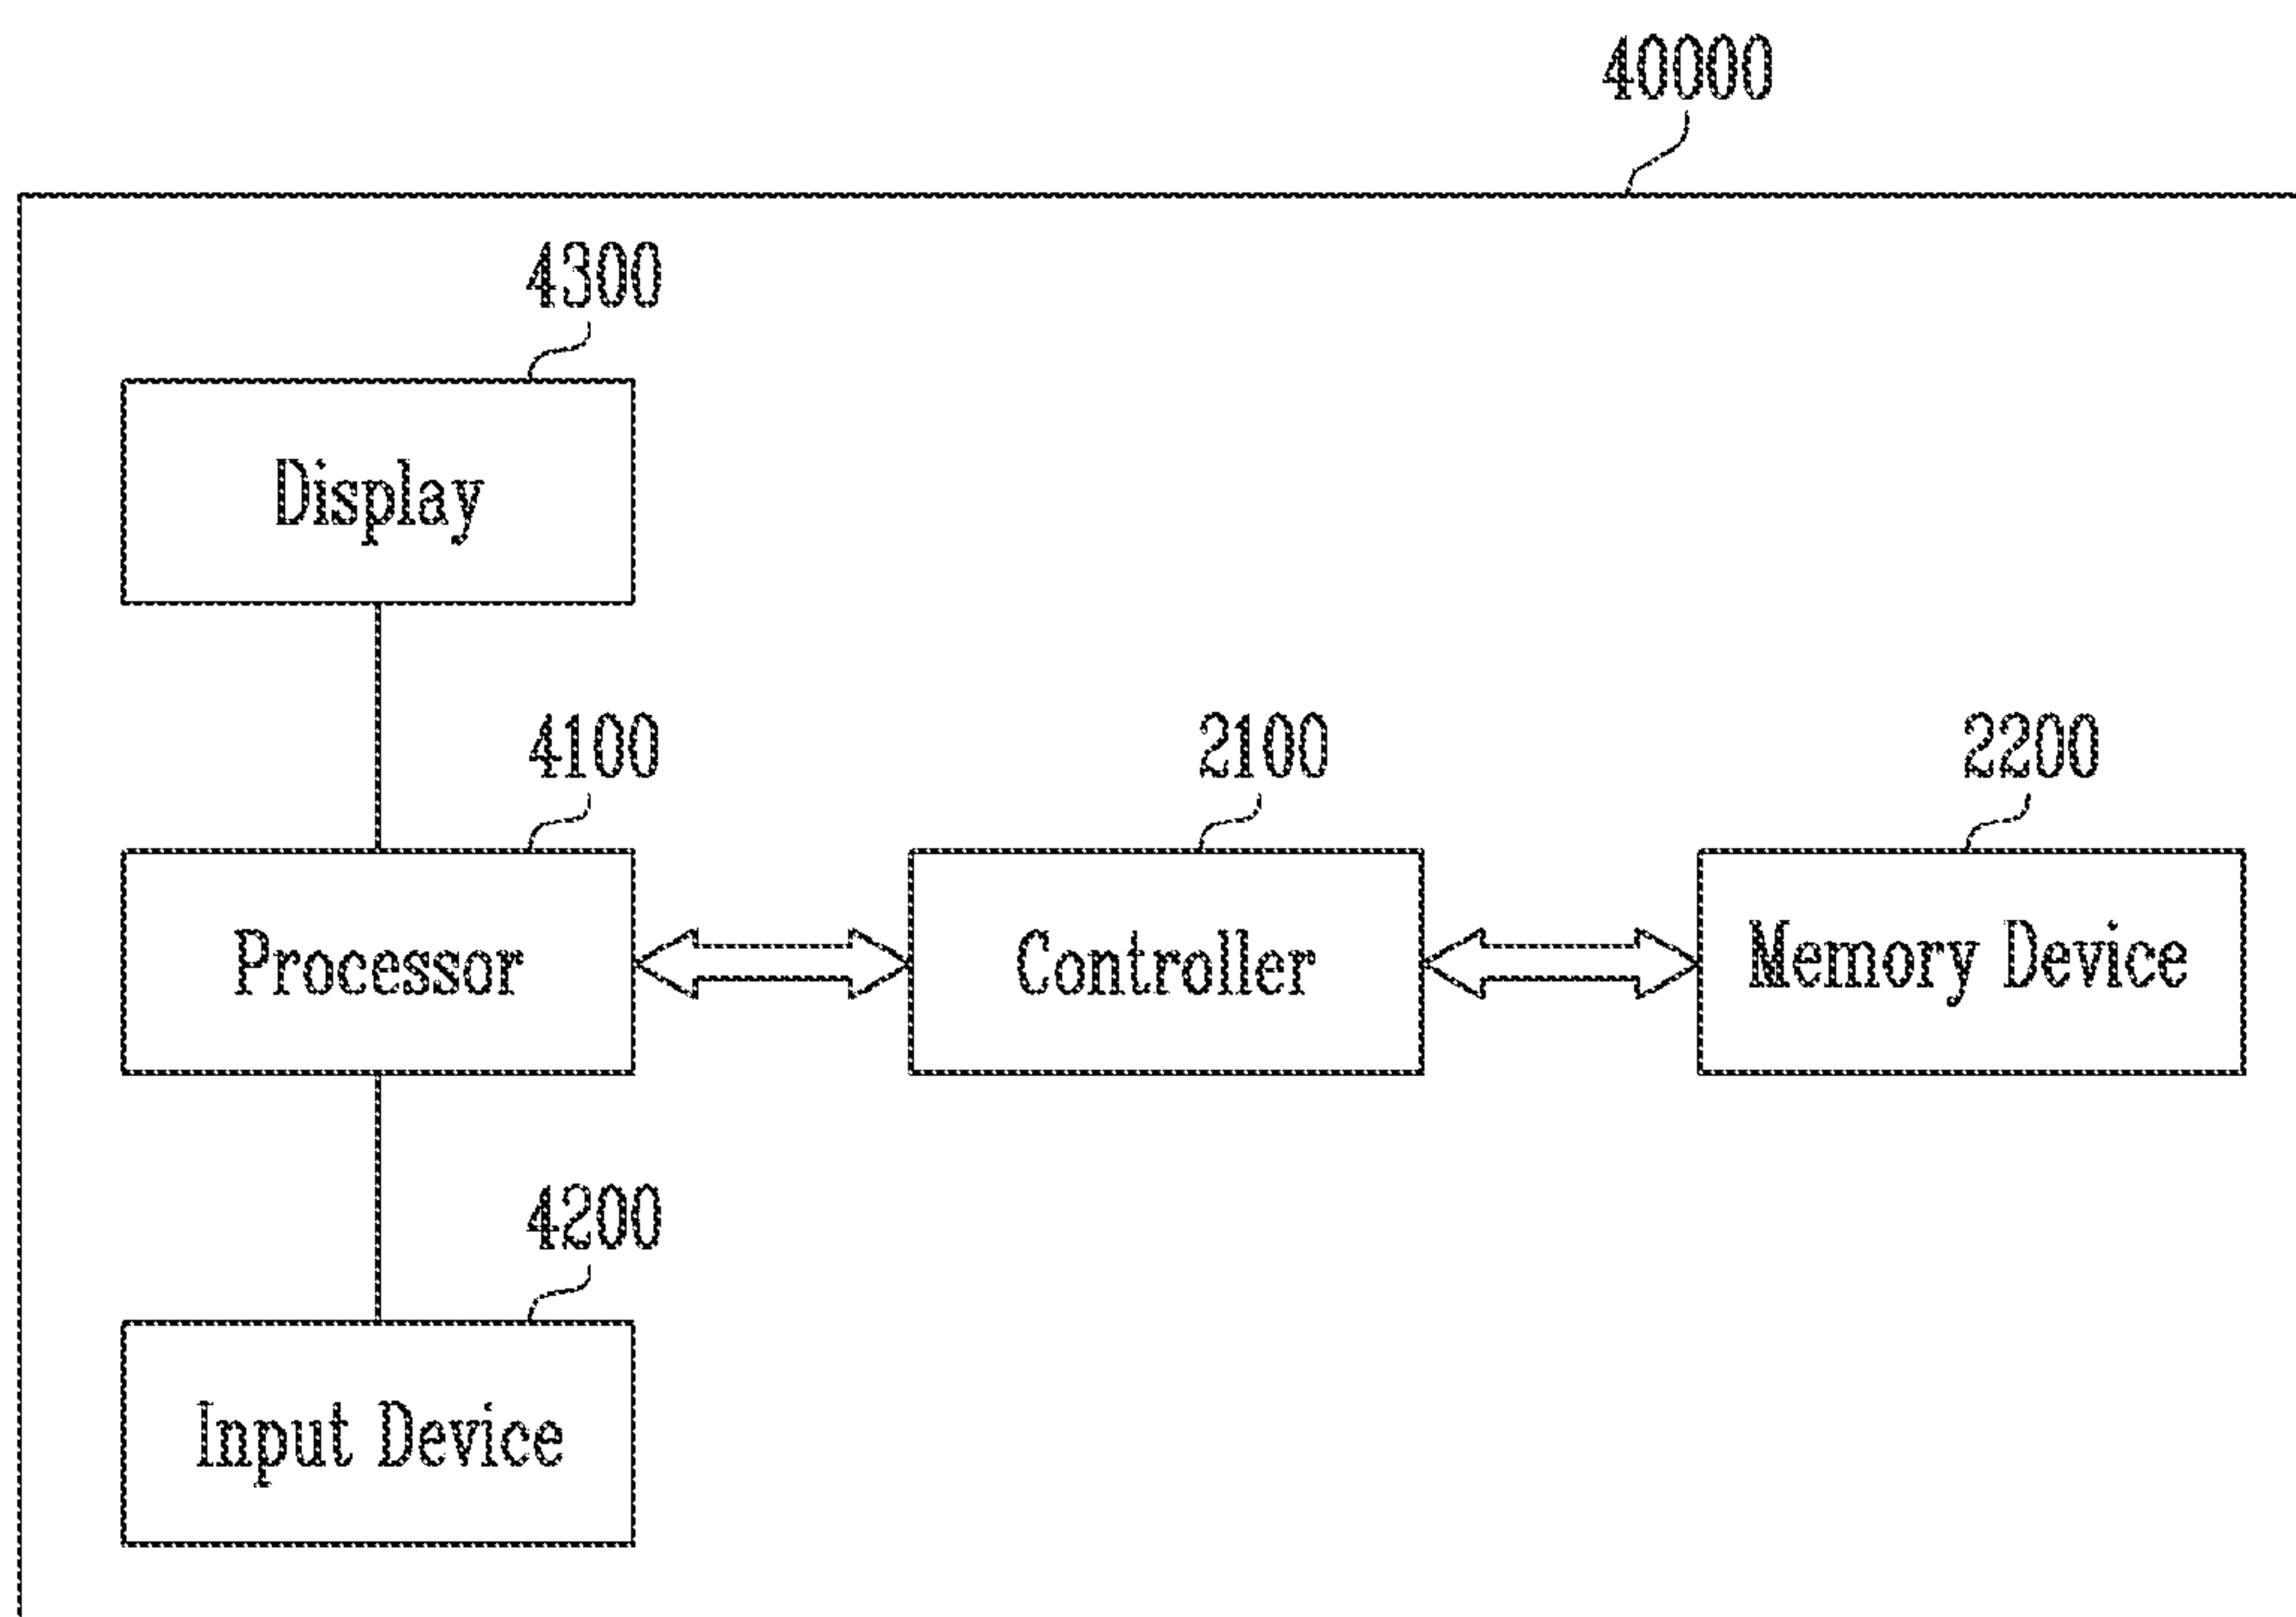 40000
4300
Display
4100
2100
2200
Processor
Controller
Memory Device
4200
Input Device